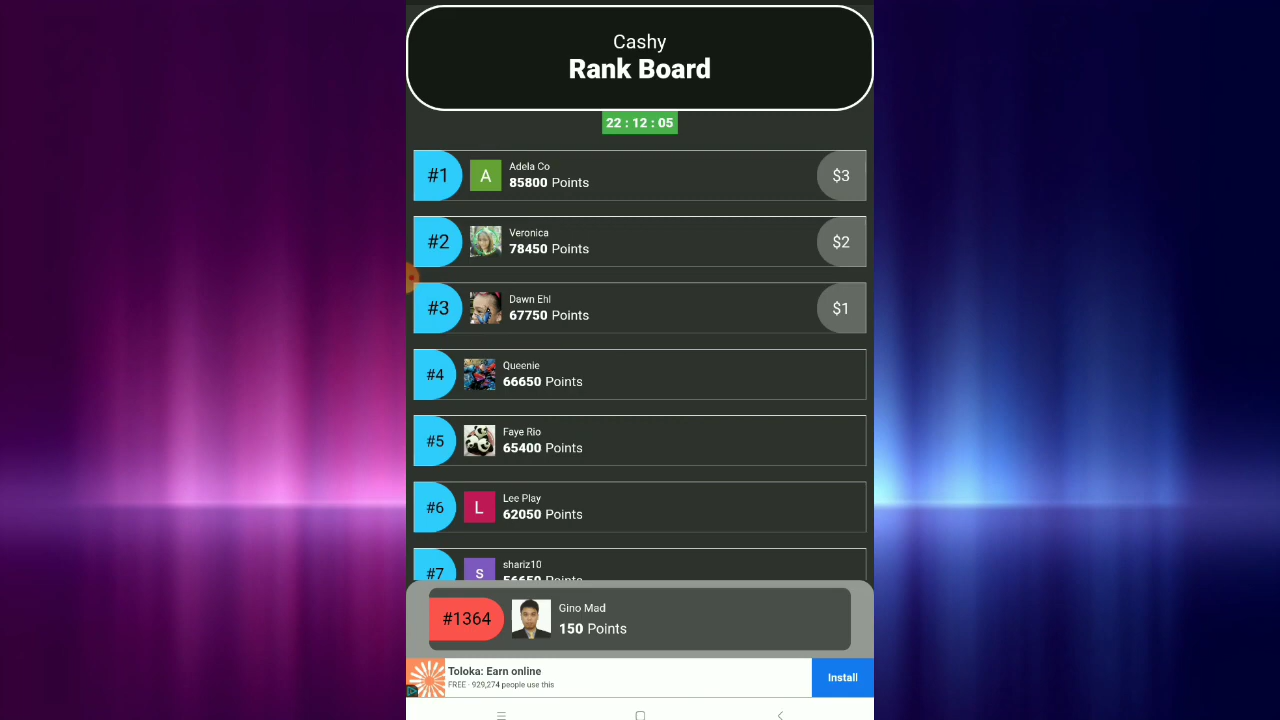 Cashy
Rank Board
22 : 12 : 05
#1
A
Adela Co
85800 Points
$3
#2
Veronica
78450 Points
$2
#3
Dawn Ehl
67750 Points
$1
#4
Queenie
66650 Points
#5
Faye Rio
65400 Points
#6
L
Lee Play
62050 Points
#7
s
shariz10
56650 Points
#1364
Gino Mad
150 Points
Toloka: Earn online
FREE · 929,274 people use this
Install